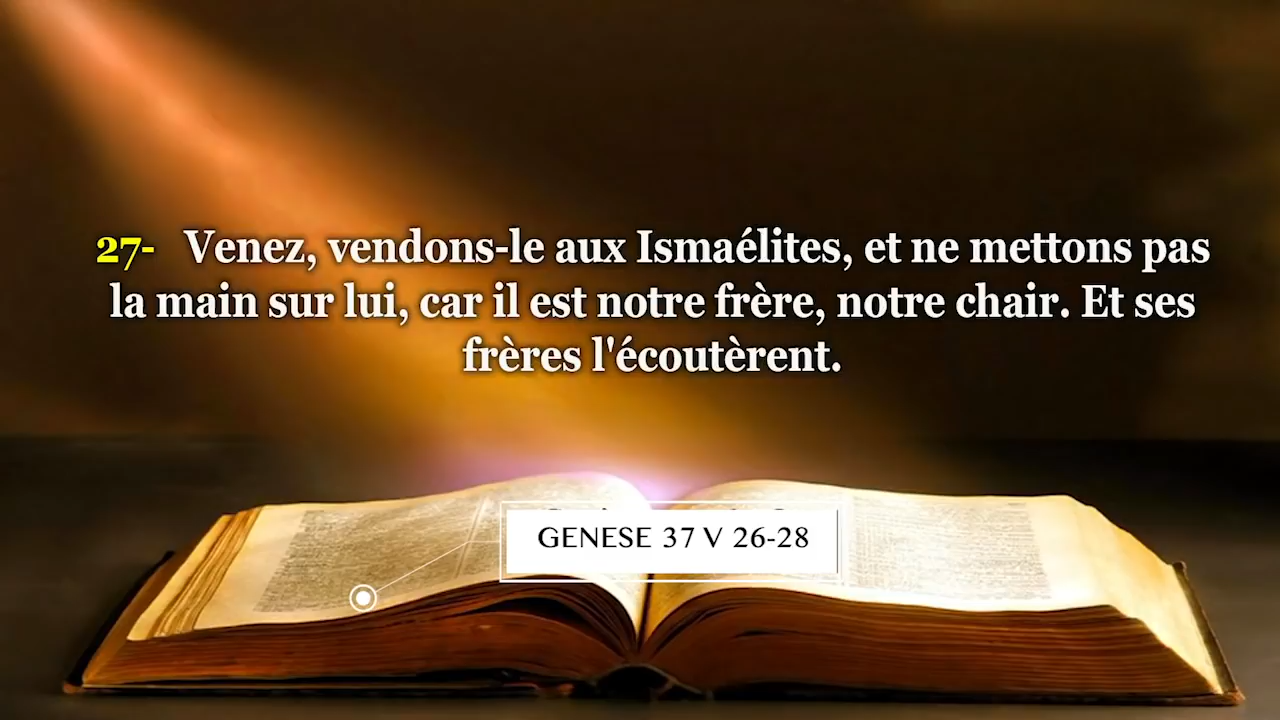 27- Venez, vendons-le aux Ismaélites, et ne mettons pas
la main sur lui, car il est notre frère, notre chair. Et ses
frères l'écoutèrent.
GENESE 37 V 26-28